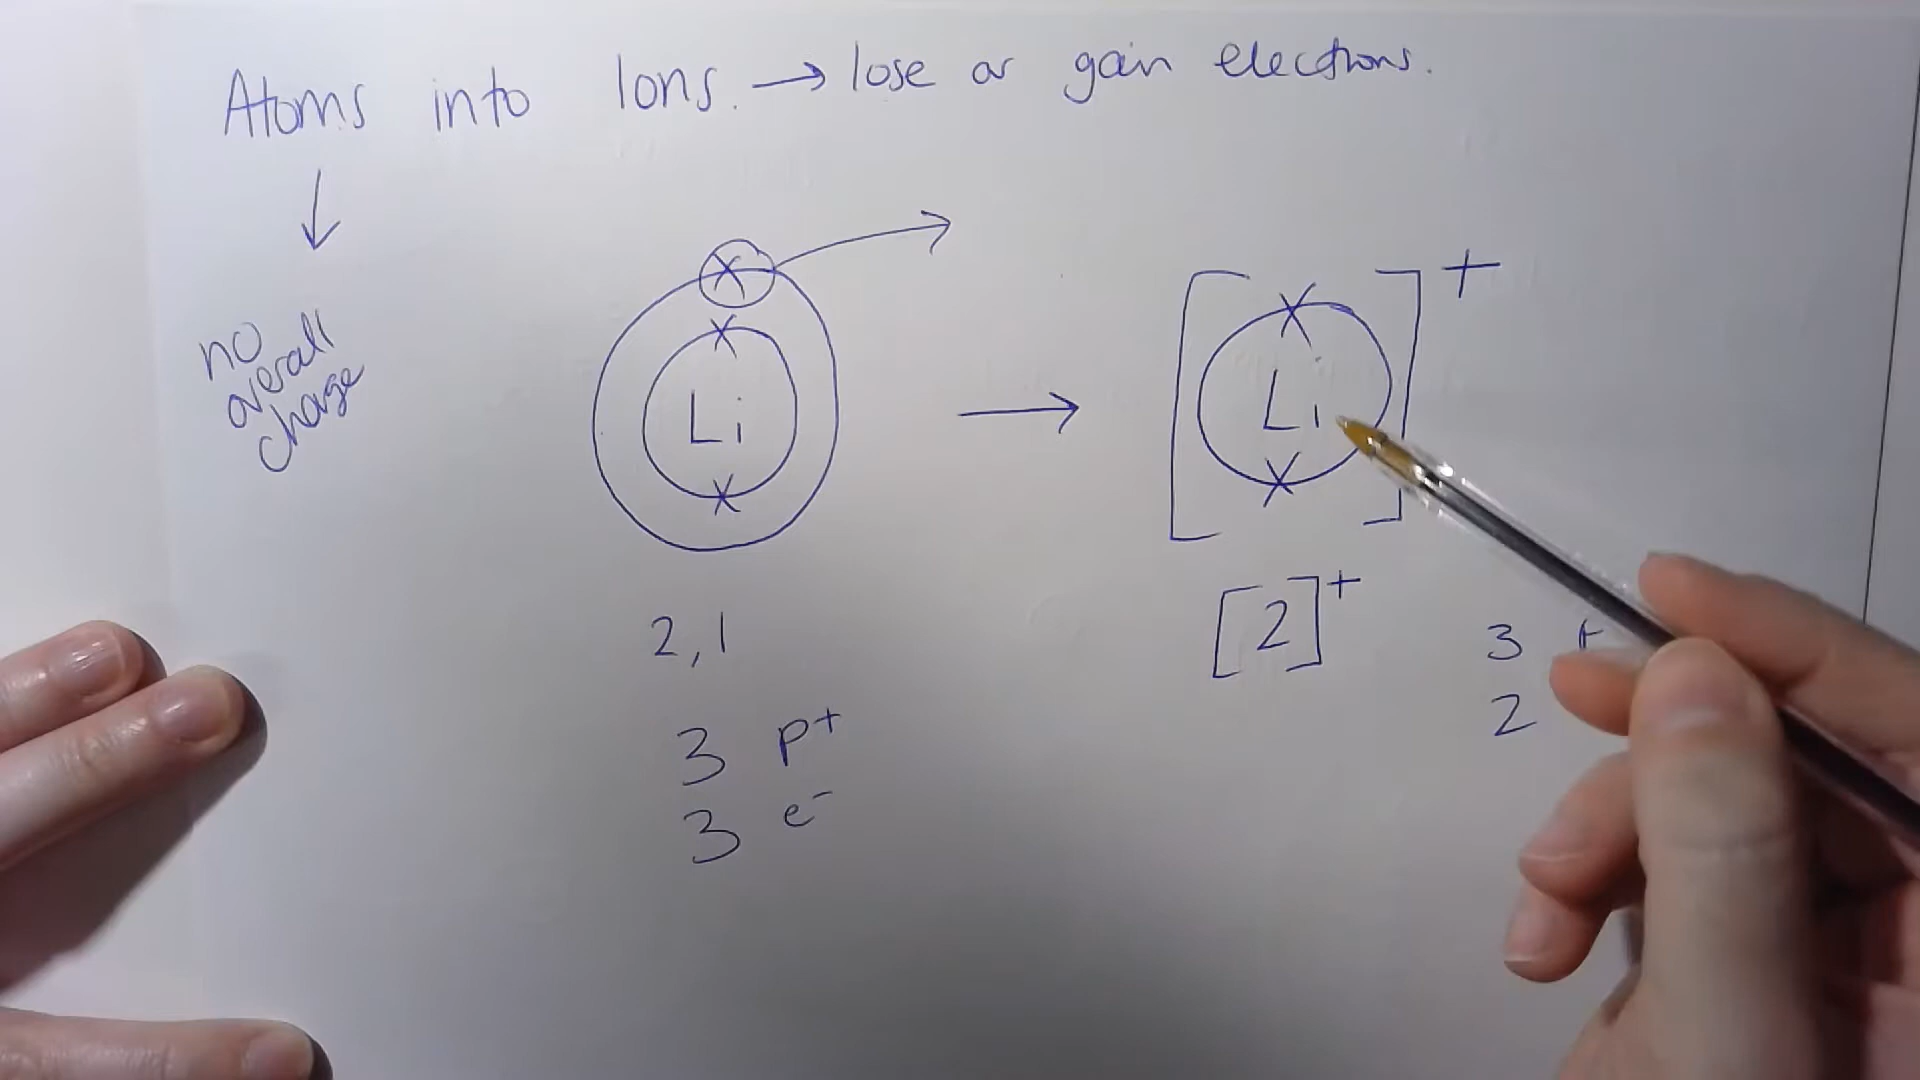 Atoms into Ions. → lose or gain electrons.
↓
no
overall
charge
x
x
Li
x
→
[Li]+
x
x
2,1
[2]+
3 p+
3 e-
3 +
2